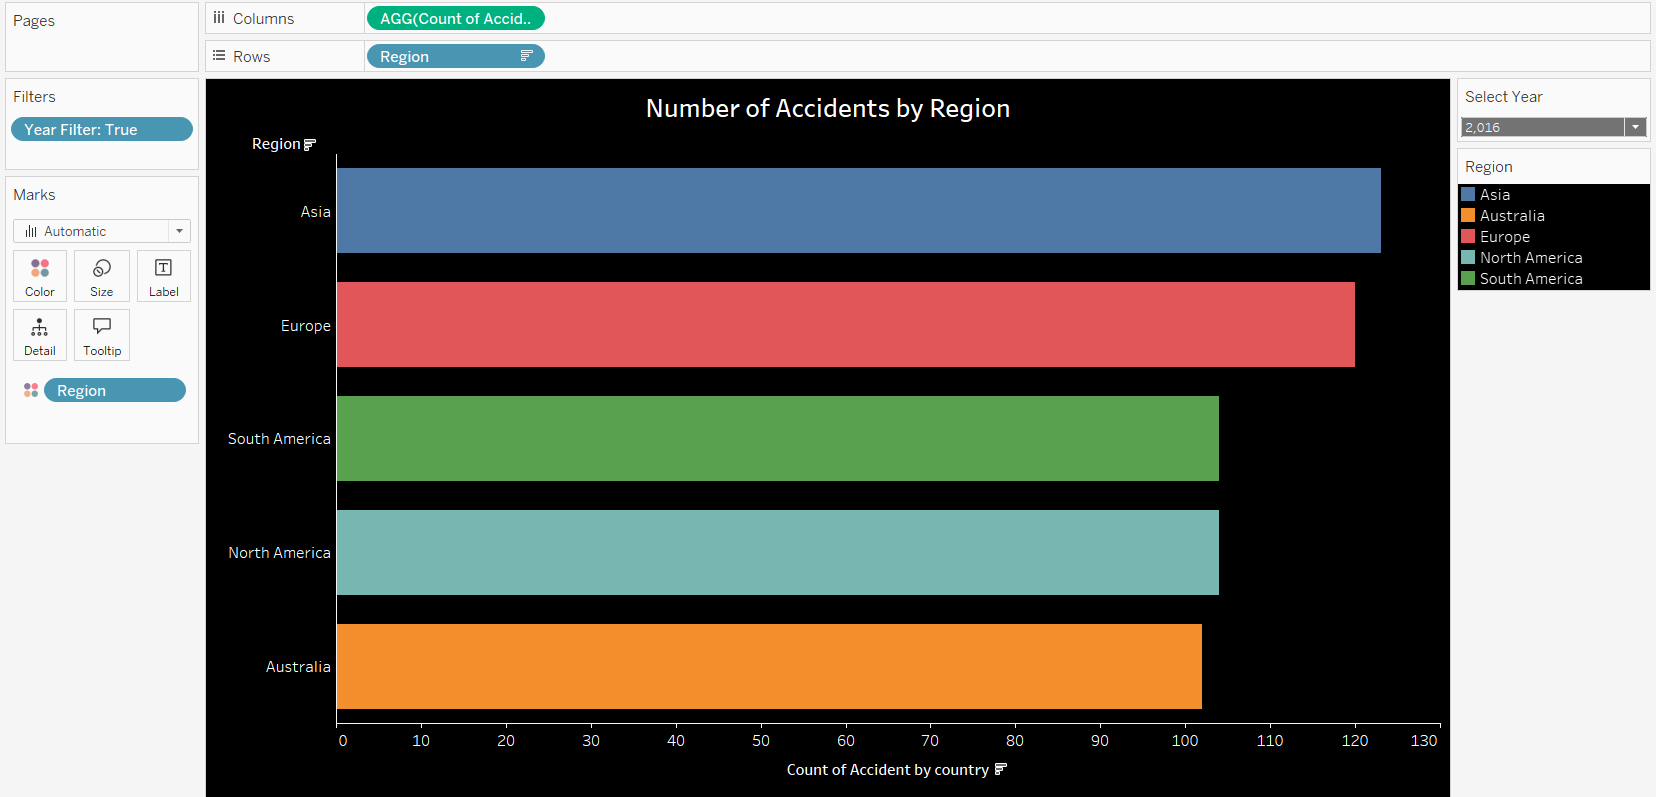 Pages
Columns
AGG(Count of Accid..
Rows
Region
Filters
Year Filter: True
Marks
Automatic
Color
Size
Label
Detail
Tooltip
Region
Number of Accidents by Region
Region
Asia
Europe
South America
North America
Australia
0 10 20 30 40 50 60 70 80 90 100 110 120 130
Count of Accident by country
Select Year
2,016
Region
Asia
Australia
Europe
North America
South America